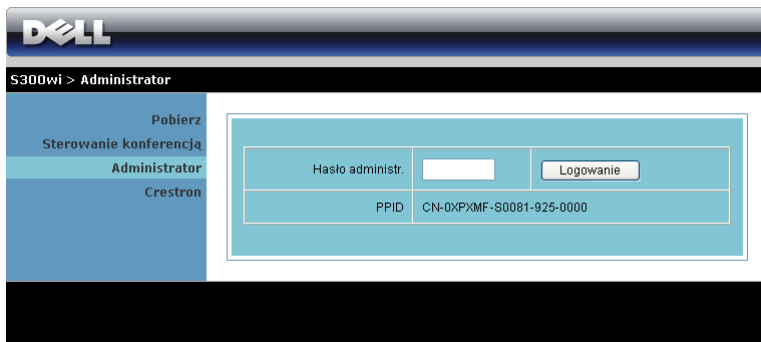 DELL
S300wi > Administrator
Pobierz
Sterowanie konferencją
Administrator
Crestron
Hasło administr.
Logowanie
PPID
CN-0XPXMF-S0081-925-0000